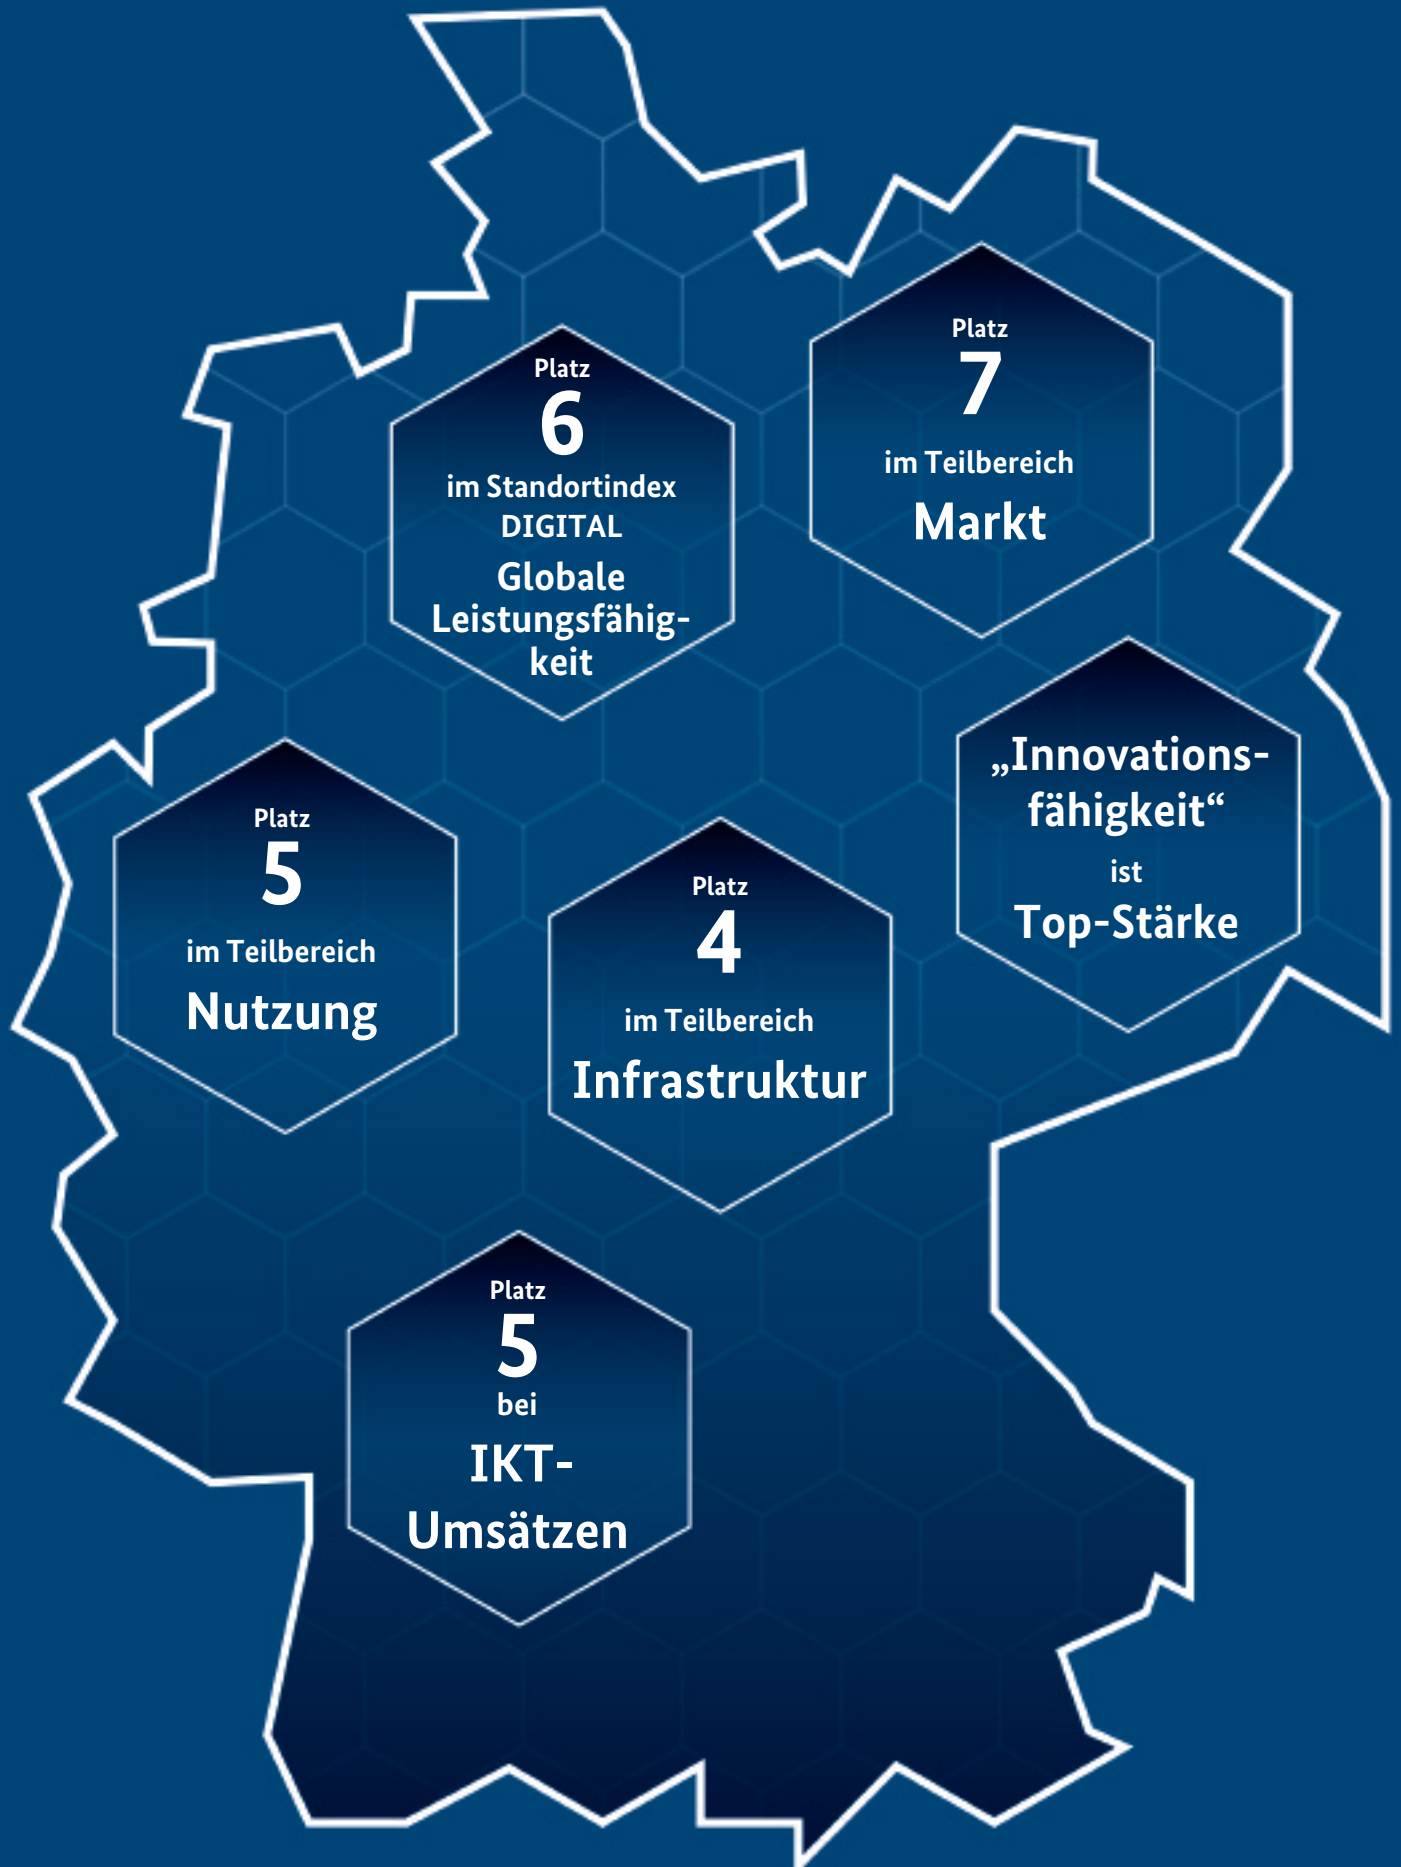 Platz
6
im Standortindex
DIGITAL
Globale
Leistungsfähig-
keit
Platz
7
im Teilbereich
Markt
„Innovations-
fähigkeit“
ist
Top-Stärke
Platz
5
im Teilbereich
Nutzung
Platz
4
im Teilbereich
Infrastruktur
Platz
5
bei
IKT-
Umsätzen